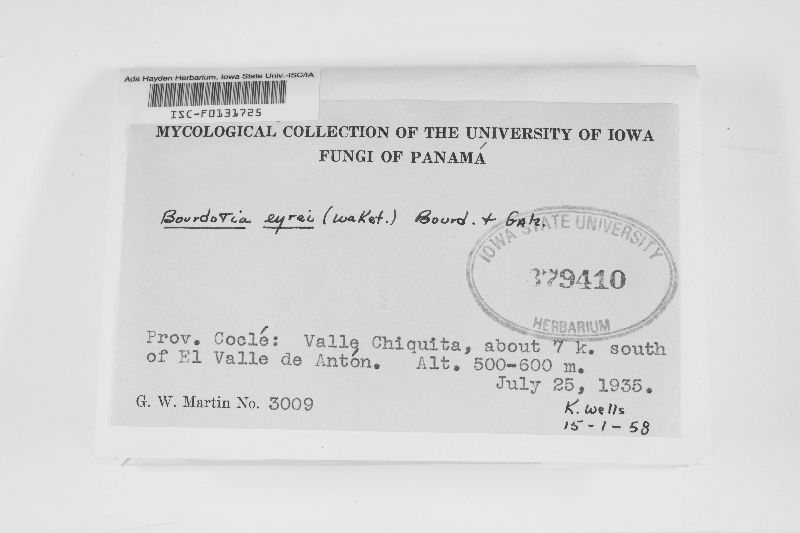 Ada Hayden Herbarium, Iowa State Univ.-ISC/IA
ISC-F0131725
MYCOLOGICAL COLLECTION OF THE UNIVERSITY OF IOWA
FUNGI OF PANAMÁ
Bourdotia eyrei (Waket.) Bourd. + Galz.
IOWA STATE UNIVERSITY
379410
HERBARIUM
Prov. Coclé: Valle Chiquita, about 7 k. south
of El Valle de Antón. Alt. 500-600 m.
July 25, 1935.
G. W. Martin No. 3009
K. Wells
15-1-58